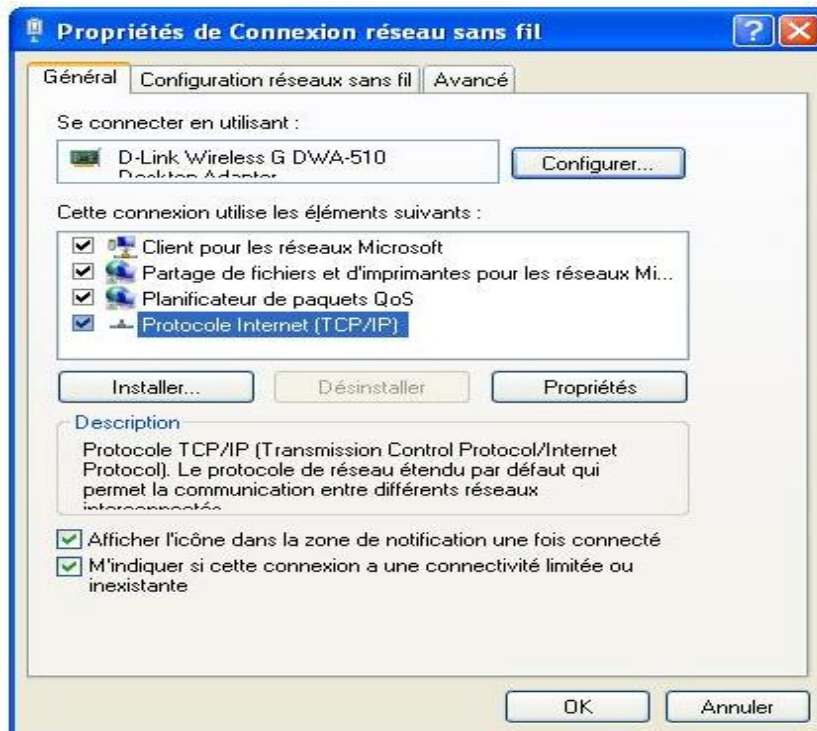 Propriétés de Connexion réseau sans fil
Général
Configuration réseaux sans fil
Avancé
Se connecter en utilisant :
D-Link Wireless G DWA-510
Desktop Adapter
Configurer...
Cette connexion utilise les éléments suivants :
Client pour les réseaux Microsoft
Partage de fichiers et d'imprimantes pour les réseaux Mi...
Planificateur de paquets QoS
Protocole Internet (TCP/IP)
Installer...
Désinstaller
Propriétés
Description
Protocole TCP/IP (Transmission Control Protocol/Internet
Protocol). Le protocole de réseau étendu par défaut qui
permet la communication entre différents réseaux
interconnectés.
Afficher l'icône dans la zone de notification une fois connecté
M'indiquer si cette connexion a une connectivité limitée ou
inexistante
OK
Annuler